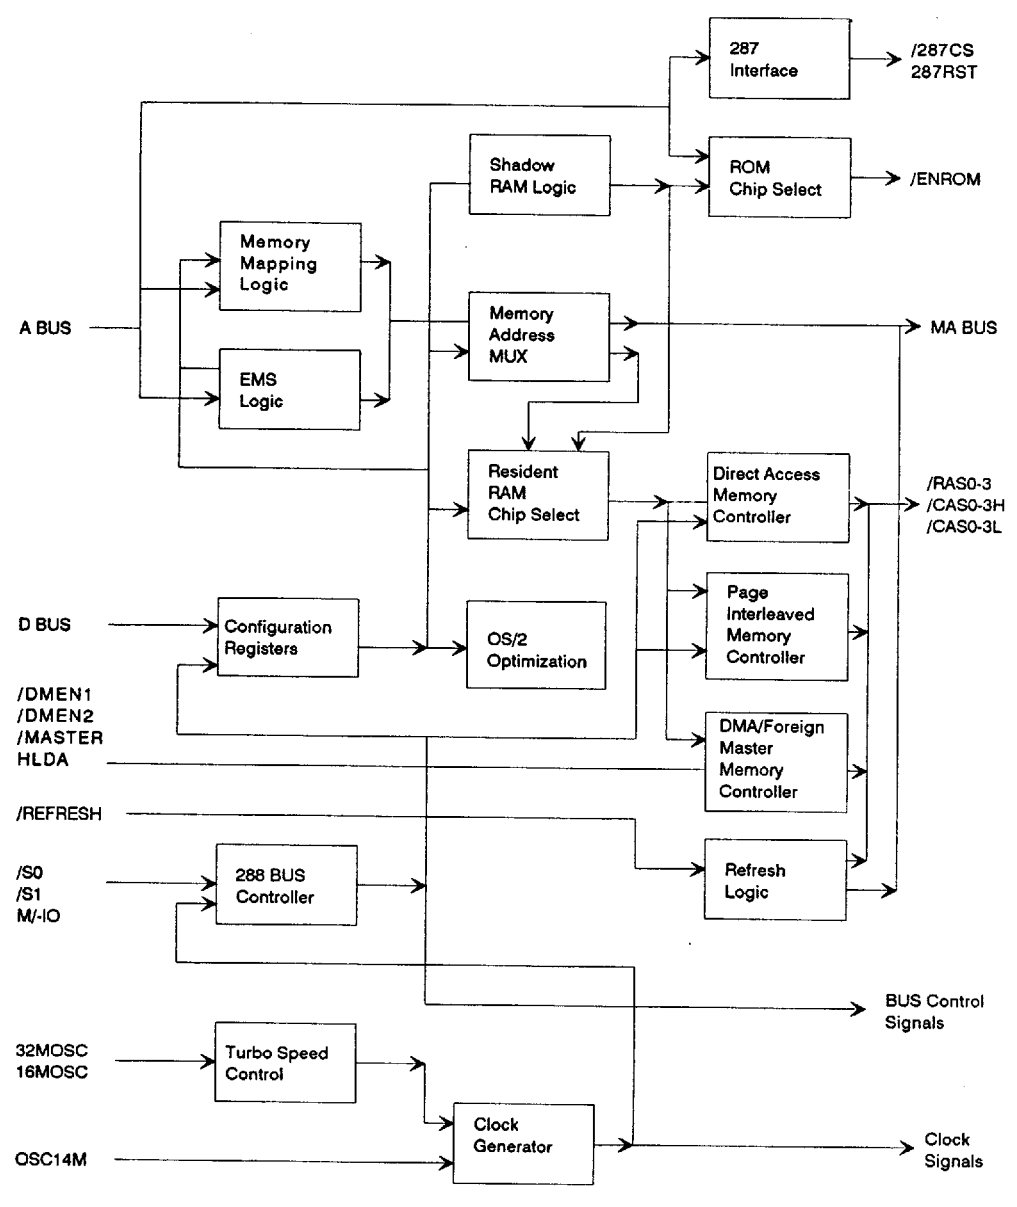 287
Interface
/287CS
287RST
Shadow
RAM Logic
ROM
Chip Select
/ENROM
Memory
Mapping
Logic
A BUS
Memory
Address
MUX
MA BUS
EMS
Logic
Resident
RAM
Chip Select
Direct Access
Memory
Controller
/RAS0-3
/CAS0-3H
/CAS0-3L
D BUS
Configuration
Registers
OS/2
Optimization
Page
Interleaved
Memory
Controller
/DMEN1
/DMEN2
/MASTER
HLDA
DMA/Foreign
Master
Memory
Controller
/REFRESH
/S0
/S1
M/-IO
288 BUS
Controller
Refresh
Logic
BUS Control
Signals
32MOSC
16MOSC
Turbo Speed
Control
Clock
Generator
OSC14M
Clock
Signals